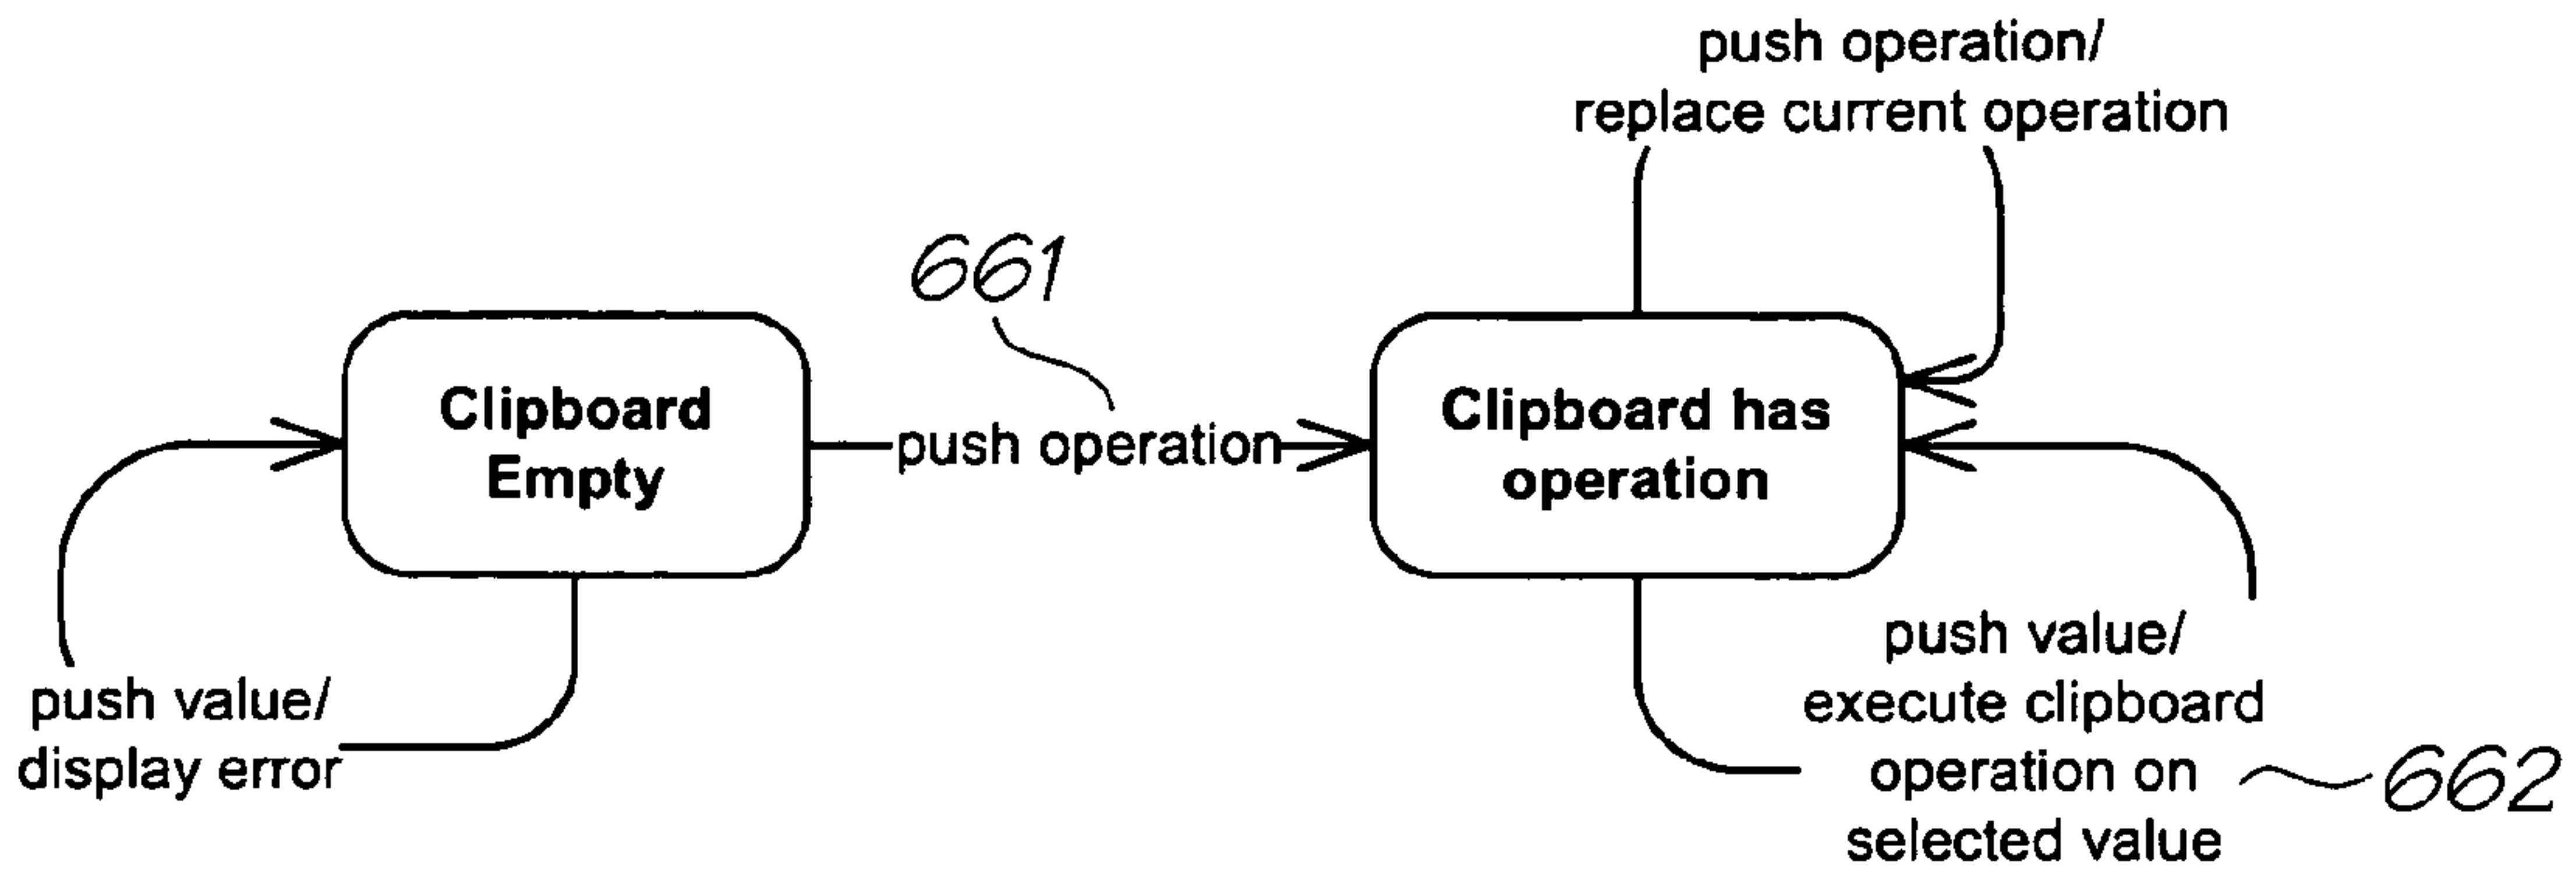 push operation/
replace current operation
661
Clipboard
Empty
push operation
Clipboard has
operation
push value/
display error
push value/
execute clipboard
operation on
selected value
662